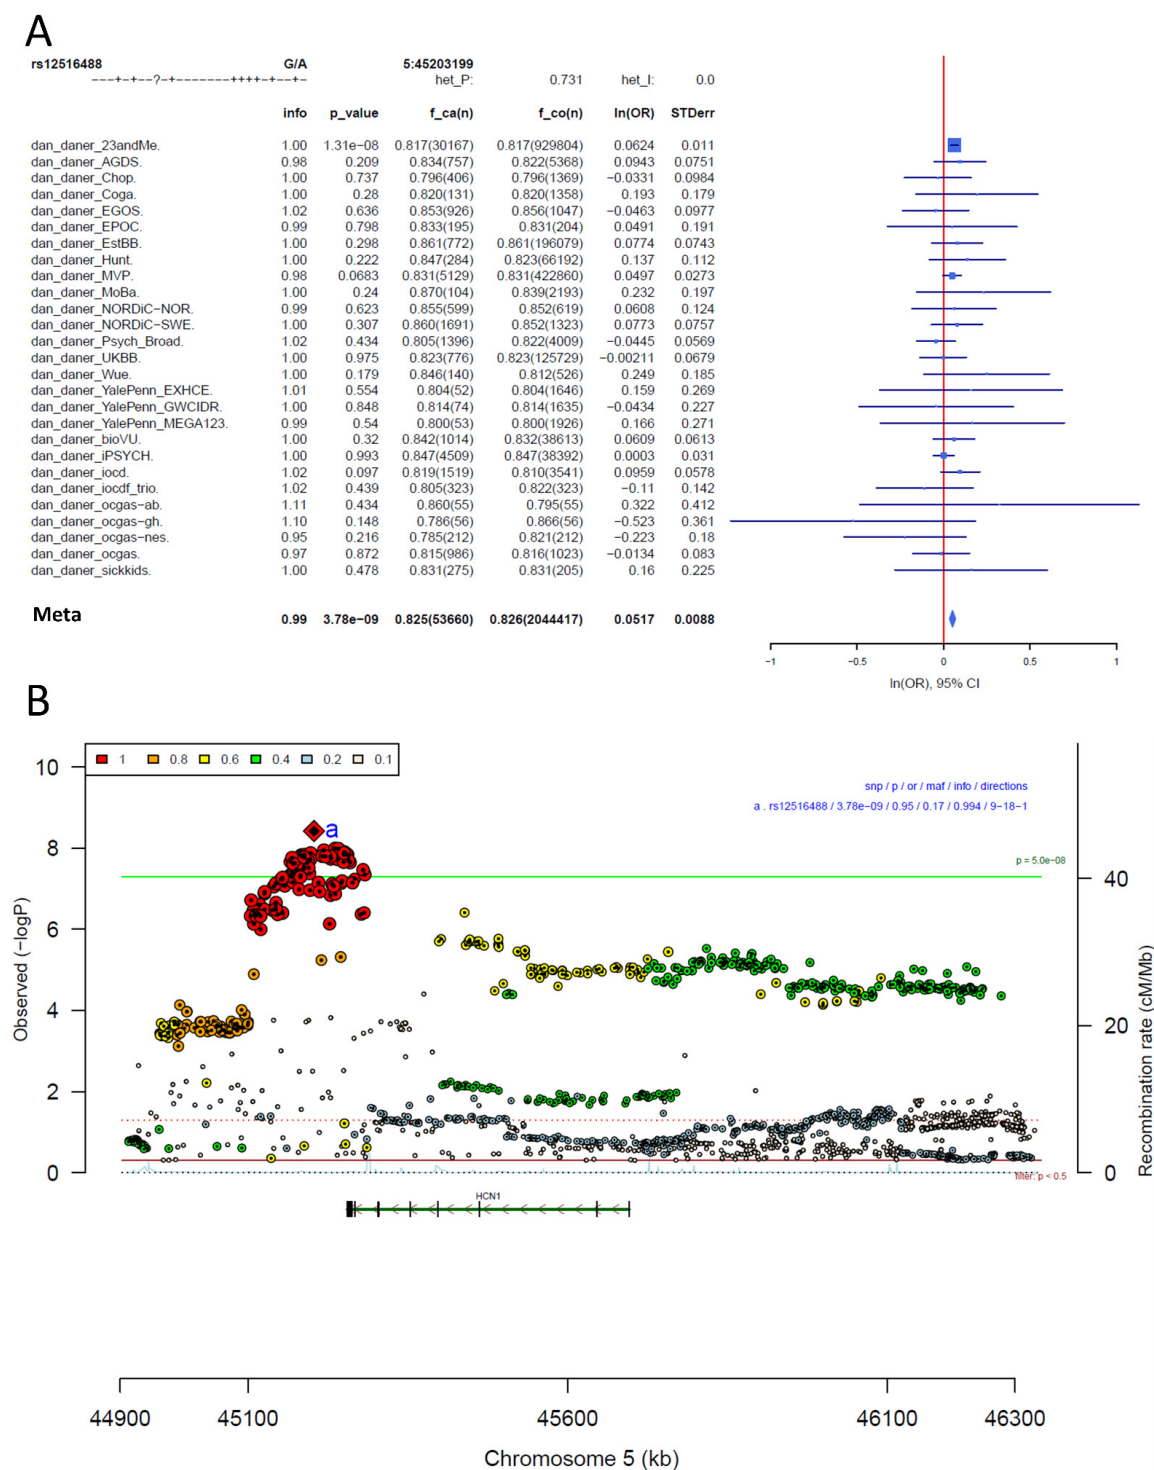 A
rs12516488 G/A 5:45203199
−−−+−+−−?−+−−−−−−−++++−+−−+− het_P: 0.731 het_I: 0.0
info p_value f_ca(n) f_co(n) ln(OR) STDerr
dan_daner_23andMe. 1.00 1.31e−08 0.817(30167) 0.817(929804) 0.0624 0.011
dan_daner_AGDS. 0.98 0.209 0.834(757) 0.822(5368) 0.0943 0.0751
dan_daner_Chop. 1.00 0.737 0.796(406) 0.796(1369) −0.0331 0.0984
dan_daner_Coga. 1.00 0.28 0.820(131) 0.820(1358) 0.193 0.179
dan_daner_EGOS. 1.02 0.636 0.853(926) 0.856(1047) −0.0463 0.0977
dan_daner_EPOC. 0.99 0.798 0.833(195) 0.831(204) 0.0491 0.191
dan_daner_EstBB. 1.00 0.298 0.861(772) 0.861(196079) 0.0774 0.0743
dan_daner_Hunt. 1.00 0.222 0.847(284) 0.823(66192) 0.137 0.112
dan_daner_MVP. 0.98 0.0683 0.831(5129) 0.831(422860) 0.0497 0.0273
dan_daner_MoBa. 1.00 0.24 0.870(104) 0.839(2193) 0.232 0.197
dan_daner_NORDiC−NOR. 0.99 0.623 0.855(599) 0.852(619) 0.0608 0.124
dan_daner_NORDiC−SWE. 1.00 0.307 0.860(1691) 0.852(1323) 0.0773 0.0757
dan_daner_Psych_Broad. 1.02 0.434 0.805(1396) 0.822(4009) −0.0445 0.0569
dan_daner_UKBB. 1.00 0.975 0.823(776) 0.823(125729) −0.00211 0.0679
dan_daner_Wue. 1.00 0.179 0.846(140) 0.812(526) 0.249 0.185
dan_daner_YalePenn_EXHCE. 1.01 0.554 0.804(52) 0.804(1646) 0.159 0.269
dan_daner_YalePenn_GWCIDR. 1.00 0.848 0.814(74) 0.814(1635) −0.0434 0.227
dan_daner_YalePenn_MEGA123. 0.99 0.54 0.800(53) 0.800(1926) 0.166 0.271
dan_daner_bioVU. 1.00 0.32 0.842(1014) 0.832(38613) 0.0609 0.0613
dan_daner_iPSYCH. 1.00 0.993 0.847(4509) 0.847(38392) 0.0003 0.031
dan_daner_iocd. 1.02 0.097 0.819(1519) 0.810(3541) 0.0959 0.0578
dan_daner_iocdf_trio. 1.02 0.439 0.805(323) 0.822(323) −0.11 0.142
dan_daner_ocgas−ab. 1.11 0.434 0.860(55) 0.795(55) 0.322 0.412
dan_daner_ocgas−gh. 1.10 0.148 0.786(56) 0.866(56) −0.523 0.361
dan_daner_ocgas−nes. 0.95 0.216 0.785(212) 0.821(212) −0.223 0.18
dan_daner_ocgas. 0.97 0.872 0.815(986) 0.816(1023) −0.0134 0.083
dan_daner_sickkids. 1.00 0.478 0.831(275) 0.831(205) 0.16 0.225
Meta 0.99 3.78e−09 0.825(53660) 0.826(2044417) 0.0517 0.0088
−1 −0.5 0 0.5 1
ln(OR), 95% CI
B
1 0.8 0.6 0.4 0.2 0.1
snp / p / or / maf / info / directions
a . rs12516488 / 3.78e−09 / 0.95 / 0.17 / 0.994 / 9−18−1
a
p = 5.0e−08
10
8
6
4
2
0
Observed (−logP)
40
20
0
Recombination rate (cM/Mb)
filter: p < 0.5
HCN1
44900 45100 45600 46100 46300
Chromosome 5 (kb)